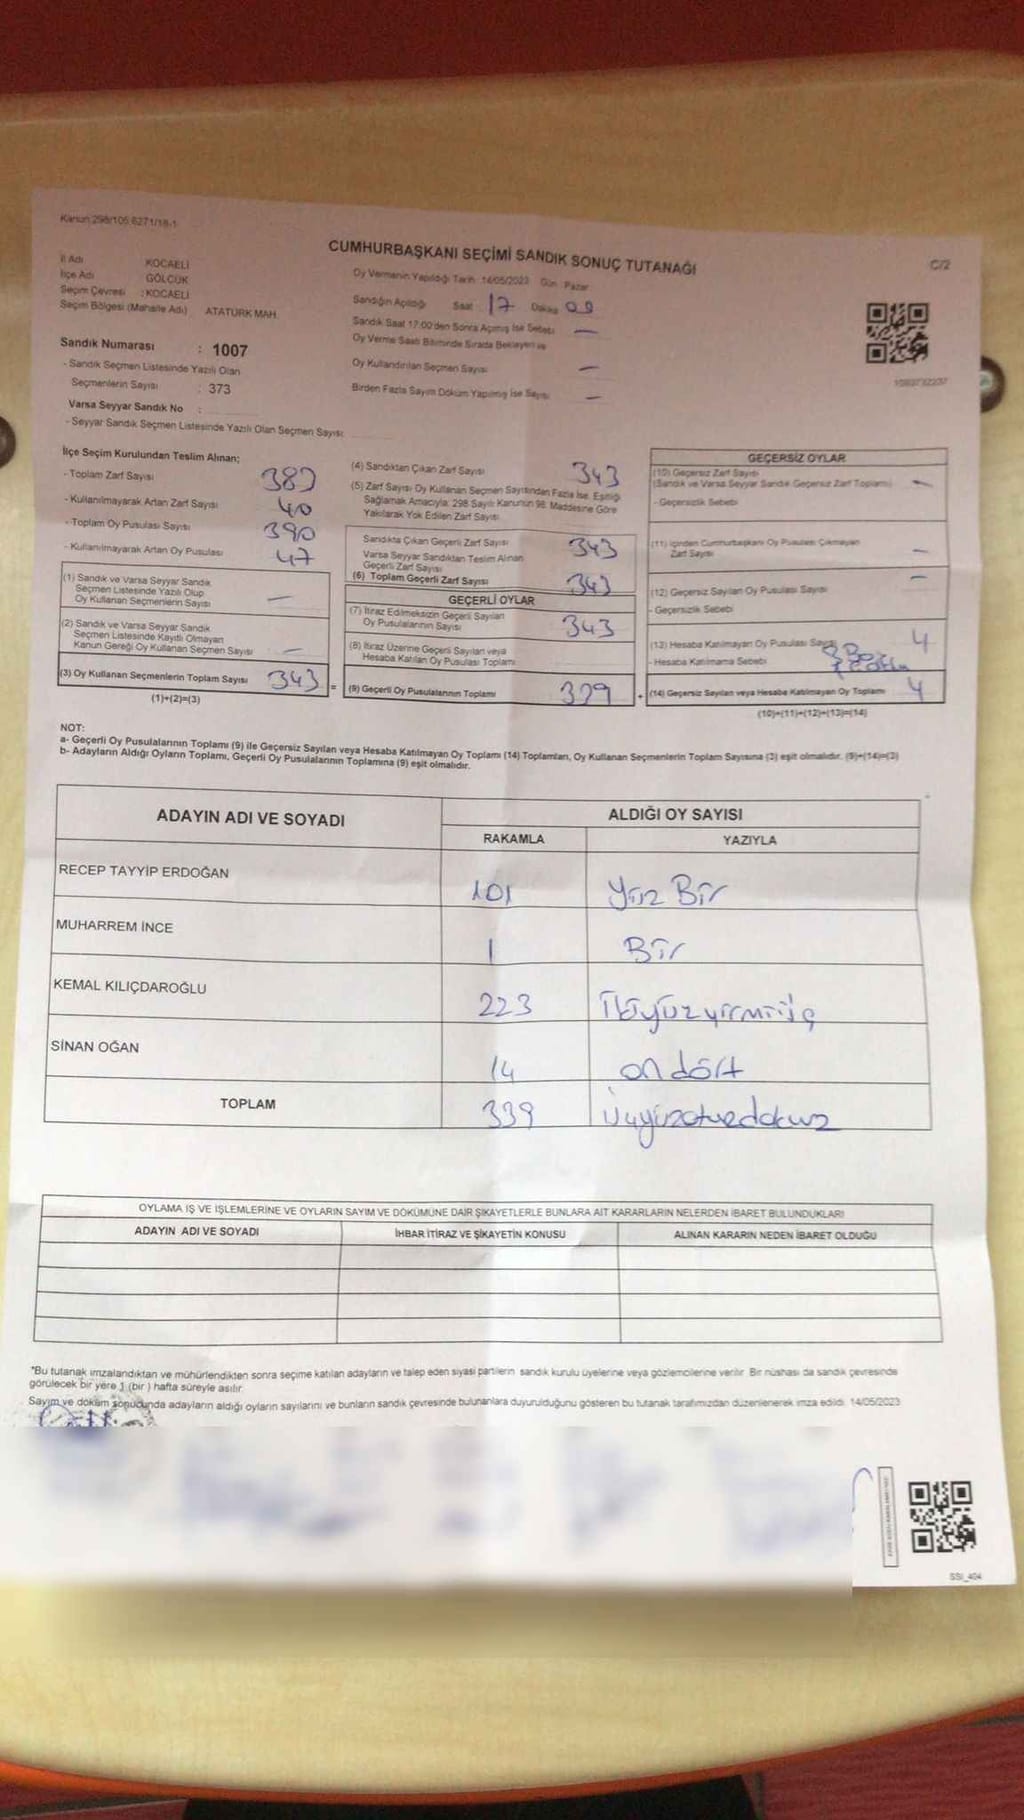 Kanun:298/105 6271/18-1
CUMHURBAŞKANI SEÇİMİ SANDIK SONUÇ TUTANAĞI
C/2
İl Adı KOCAELİ
İlçe Adı GÖLCÜK
Seçim Çevresi : KOCAELİ
Seçim Bölgesi (Mahalle Adı) ATATÜRK MAH.
Oy Vermenin Yapıldığı Tarih: 14/05/2023 Gün: Pazar
Sandığın Açıldığı Saat 17 Dakika 09
Sandık Saat 17:00'den Sonra Açılmış İse Sebebi —
Oy Verme Saati Bitiminde Sırada Bekleyen ve
Oy Kullandırılan Seçmen Sayısı —
Birden Fazla Sayım Döküm Yapılmış İse Sayısı —
Sandık Numarası : 1007
- Sandık Seçmen Listesinde Yazılı Olan
Seçmenlerin Sayısı : 373
Varsa Seyyar Sandık No :
- Seyyar Sandık Seçmen Listesinde Yazılı Olan Seçmen Sayısı:
İlçe Seçim Kurulundan Teslim Alınan;
- Toplam Zarf Sayısı
- Kullanılmayarak Artan Zarf Sayısı 40
- Toplam Oy Pusulası Sayısı 390
- Kullanılmayarak Artan Oy Pusulası 47
(1) Sandık ve Varsa Seyyar Sandık
Seçmen Listesinde Yazılı Olup
Oy Kullanan Seçmenlerin Sayısı —
(2) Sandık ve Varsa Seyyar Sandık
Seçmen Listesinde Kayıtlı Olmayan
Kanun Gereği Oy Kullanan Seçmen Sayısı —
(3) Oy Kullanan Seçmenlerin Toplam Sayısı 343
(1)+(2)=(3)
(4) Sandıktan Çıkan Zarf Sayısı 343
(5) Zarf Sayısı Oy Kullanan Seçmen Sayısından Fazla İse, Eşitliği
Sağlamak Amacıyla, 298 Sayılı Kanunun 98. Maddesine Göre
Yakılarak Yok Edilen Zarf Sayısı
Sandıkta Çıkan Geçerli Zarf Sayısı 343
Varsa Seyyar Sandıktan Teslim Alınan
Geçerli Zarf Sayısı
(6) Toplam Geçerli Zarf Sayısı 343
GEÇERLİ OYLAR
(7) İtiraz Edilmeksizin Geçerli Sayılan
Oy Pusulalarının Sayısı 343
(8) İtiraz Üzerine Geçerli Sayılan veya
Hesaba Katılan Oy Pusulası Toplamı
= (9) Geçerli Oy Pusulalarının Toplamı 339 +
GEÇERSİZ OYLAR
(10) Geçersiz Zarf Sayısı
(Sandık ve Varsa Seyyar Sandık Geçersiz Zarf Toplamı) —
- Geçersizlik Sebebi
(11) İçinden Cumhurbaşkanı Oy Pusulası Çıkmayan
Zarf Sayısı —
(12) Geçersiz Sayılan Oy Pusulası Sayısı —
- Geçersizlik Sebebi
(13) Hesaba Katılmayan Oy Pusulası Sayısı 4
- Hesaba Katılmama Sebebi
(14) Geçersiz Sayılan veya Hesaba Katılmayan Oy Toplamı 4
(10)+(11)+(12)+(13)=(14)
NOT:
a- Geçerli Oy Pusulalarının Toplamı (9) ile Geçersiz Sayılan veya Hesaba Katılmayan Oy Toplamı (14) Toplamları, Oy Kullanan Seçmenlerin Toplam Sayısına (3) eşit olmalıdır. (9)+(14)=(3)
b- Adayların Aldığı Oyların Toplamı, Geçerli Oy Pusulalarının Toplamına (9) eşit olmalıdır.
ADAYIN ADI VE SOYADI ALDIĞI OY SAYISI
RAKAMLA YAZIYLA
RECEP TAYYİP ERDOĞAN 101 Yüz Bir
MUHARREM İNCE 1 Bir
KEMAL KILIÇDAROĞLU 223 İkiyüzyirmiüç
SİNAN OĞAN 14 on dört
TOPLAM 339 Üçyüzotuzdokuz
OYLAMA İŞ VE İŞLEMLERİNE VE OYLARIN SAYIM VE DÖKÜMÜNE DAİR ŞİKAYETLERLE BUNLARA AİT KARARLARIN NELERDEN İBARET BULUNDUKLARI
ADAYIN ADI VE SOYADI İHBAR İTİRAZ VE ŞİKAYETİN KONUSU ALINAN KARARIN NEDEN İBARET OLDUĞU
*Bu tutanak imzalandıktan ve mühürlendikten sonra seçime katılan adayların ve talep eden siyasi partilerin sandık kurulu üyelerine veya gözlemcilerine verilir. Bir nüshası da sandık çevresinde
görülecek bir yere 1 (bir ) hafta süreyle asılır.
Sayım ve döküm sonucunda adayların aldığı oyların sayılarını ve bunların sandık çevresinde bulunanlara duyurulduğunu gösteren bu tutanak tarafımızdan düzenlenerek imza edildi. 14/05/2023
SSI_404